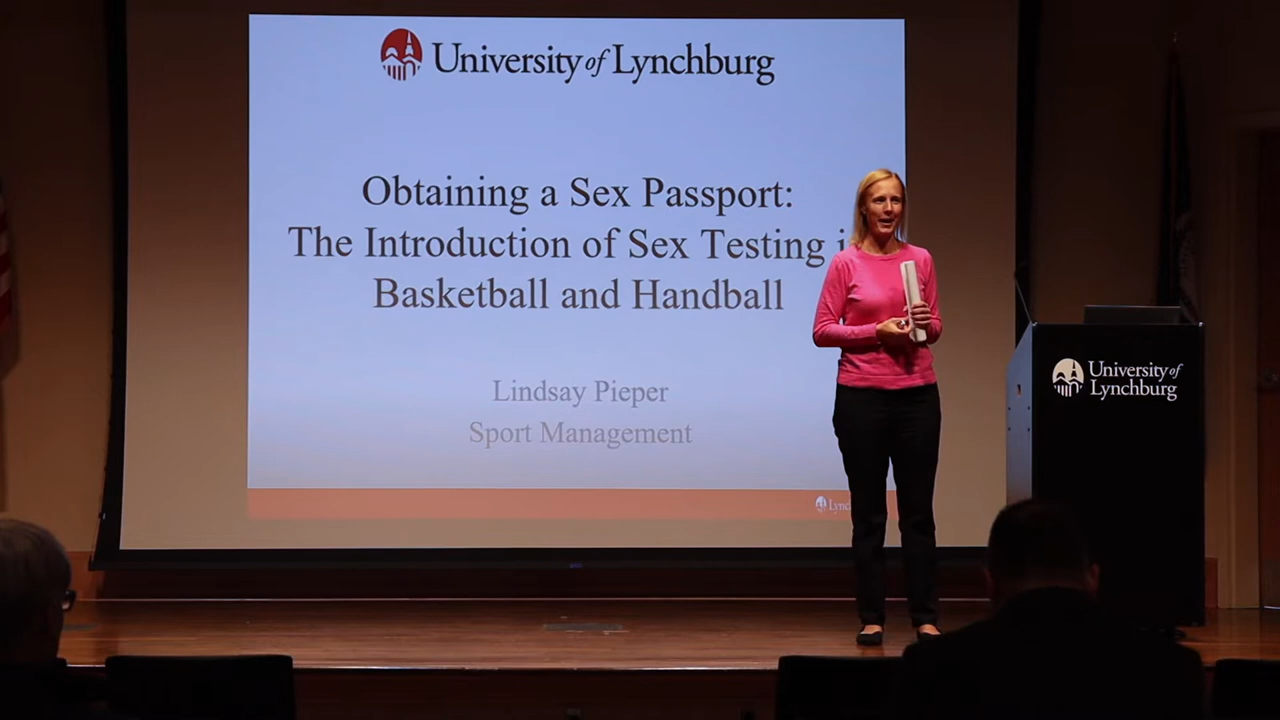 University of Lynchburg
Obtaining a Sex Passport:
The Introduction of Sex Testing
Basketball and Handball
Lindsay Pieper
Sport Management
University of
Lynchburg